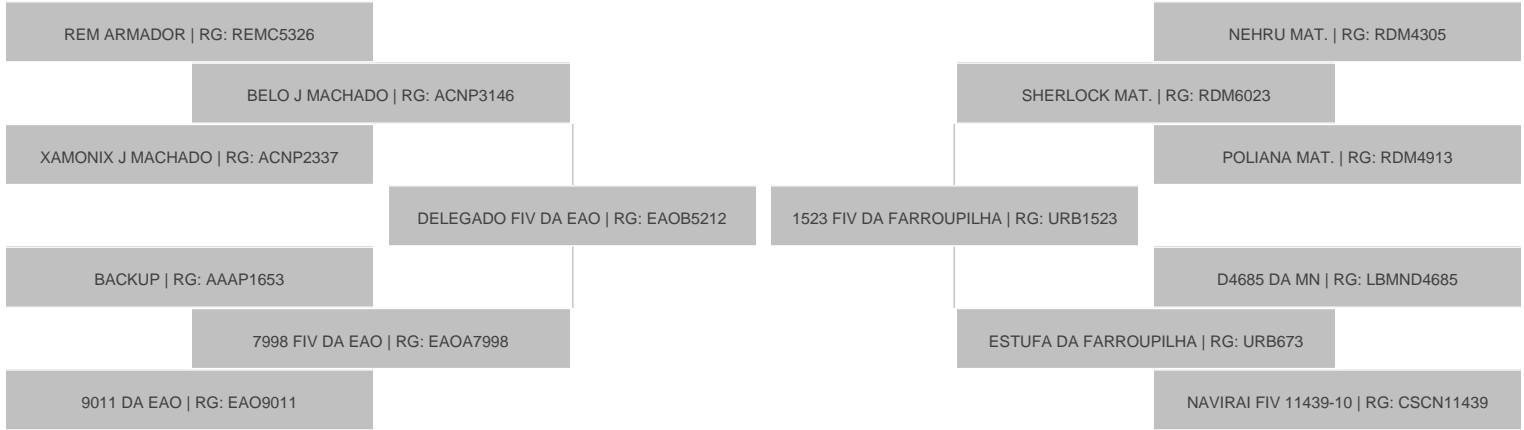 REM ARMADOR | RG: REMC5326
NEHRU MAT. | RG: RDM4305
BELO J MACHADO | RG: ACNP3146
SHERLOCK MAT. | RG: RDM6023
XAMONIX J MACHADO | RG: ACNP2337
POLIANA MAT. | RG: RDM4913
DELEGADO FIV DA EAO | RG: EAOB5212
1523 FIV DA FARROUPILHA | RG: URB1523
BACKUP | RG: AAAP1653
D4685 DA MN | RG: LBMND4685
7998 FIV DA EAO | RG: EAOA7998
ESTUFA DA FARROUPILHA | RG: URB673
9011 DA EAO | RG: EAO9011
NAVIRAI FIV 11439-10 | RG: CSCN11439